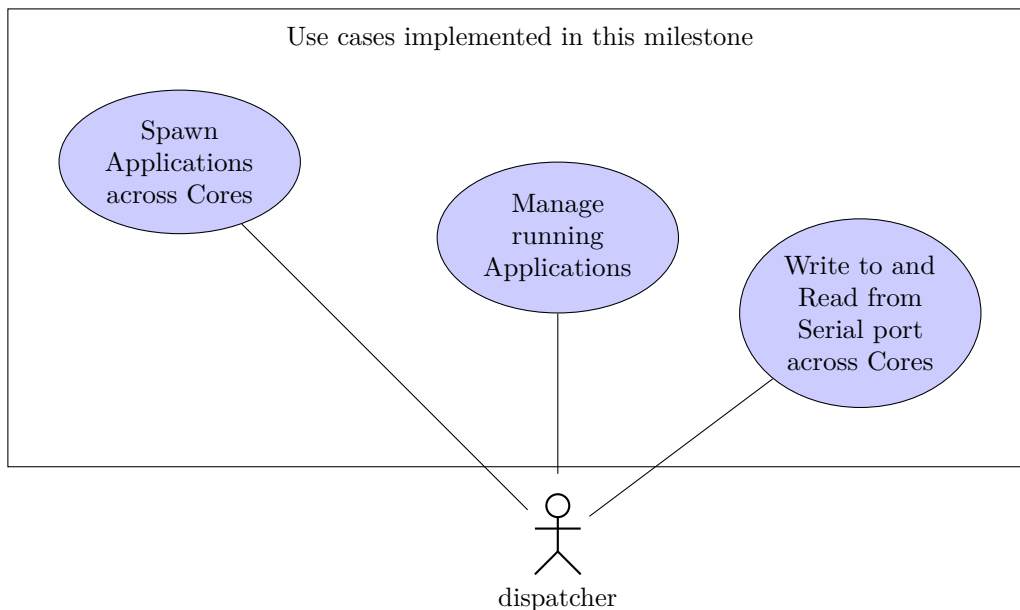 Use cases implemented in this milestone
Spawn
Applications
across Cores
Manage
running
Applications
Write to and
Read from
Serial port
across Cores
dispatcher